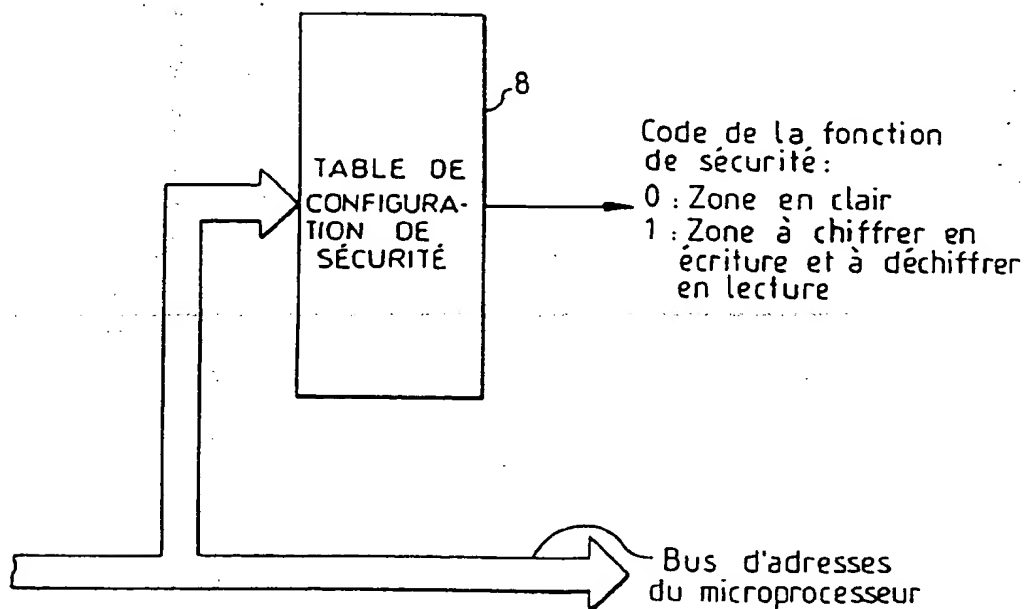 8
TABLE DE
CONFIGURA-
TION DE
SÉCURITÉ
Code de la fonction
de sécurité:
0 : Zone en clair
1 : Zone à chiffrer en
écriture et à déchiffrer
en lecture
Bus d'adresses
du microprocesseur